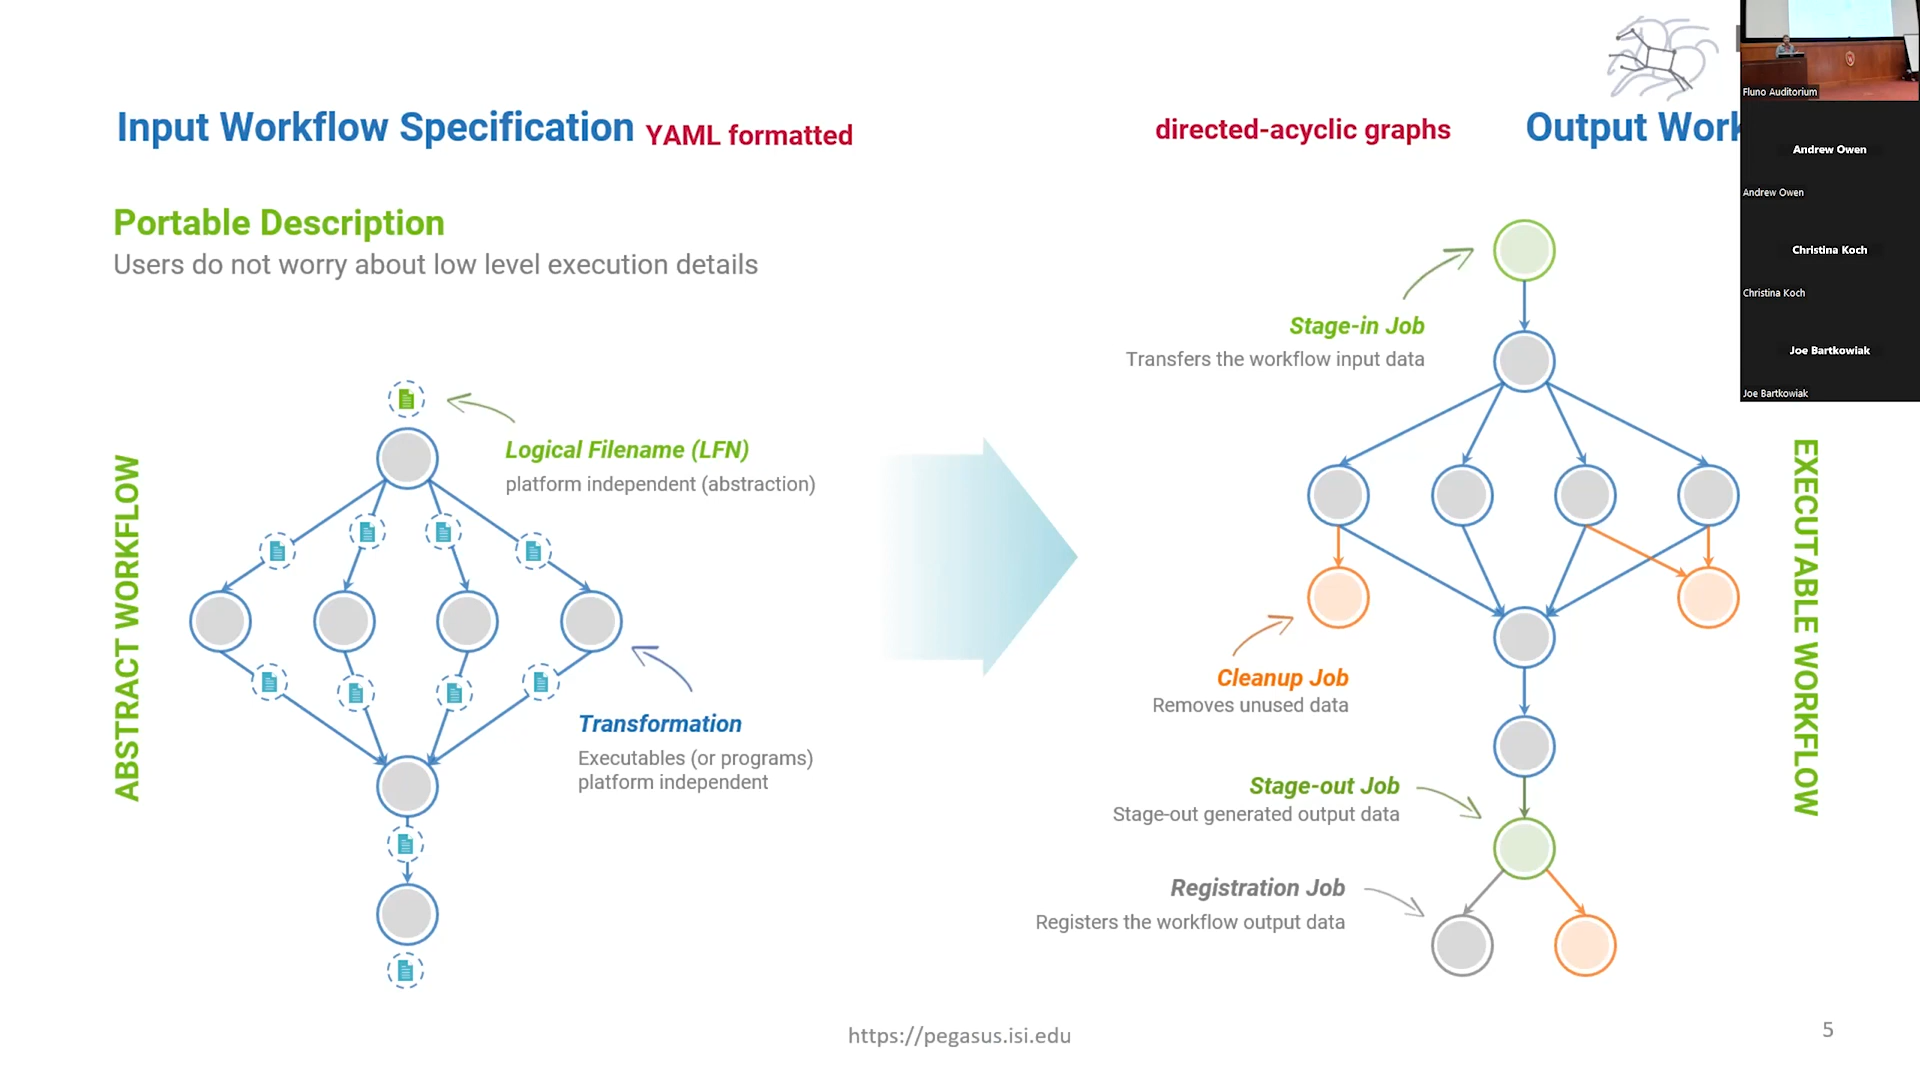 Input Workflow Specification YAML formatted
directed-acyclic graphs
Output Work
Portable Description
Users do not worry about low level execution details
ABSTRACT WORKFLOW
Logical Filename (LFN)
platform independent (abstraction)
Transformation
Executables (or programs)
platform independent
Stage-in Job
Transfers the workflow input data
Cleanup Job
Removes unused data
Stage-out Job
Stage-out generated output data
Registration Job
Registers the workflow output data
EXECUTABLE WORKFLOW
https://pegasus.isi.edu
5
Fluno Auditorium
Andrew Owen
Andrew Owen
Christina Koch
Christina Koch
Joe Bartkowiak
Joe Bartkowiak